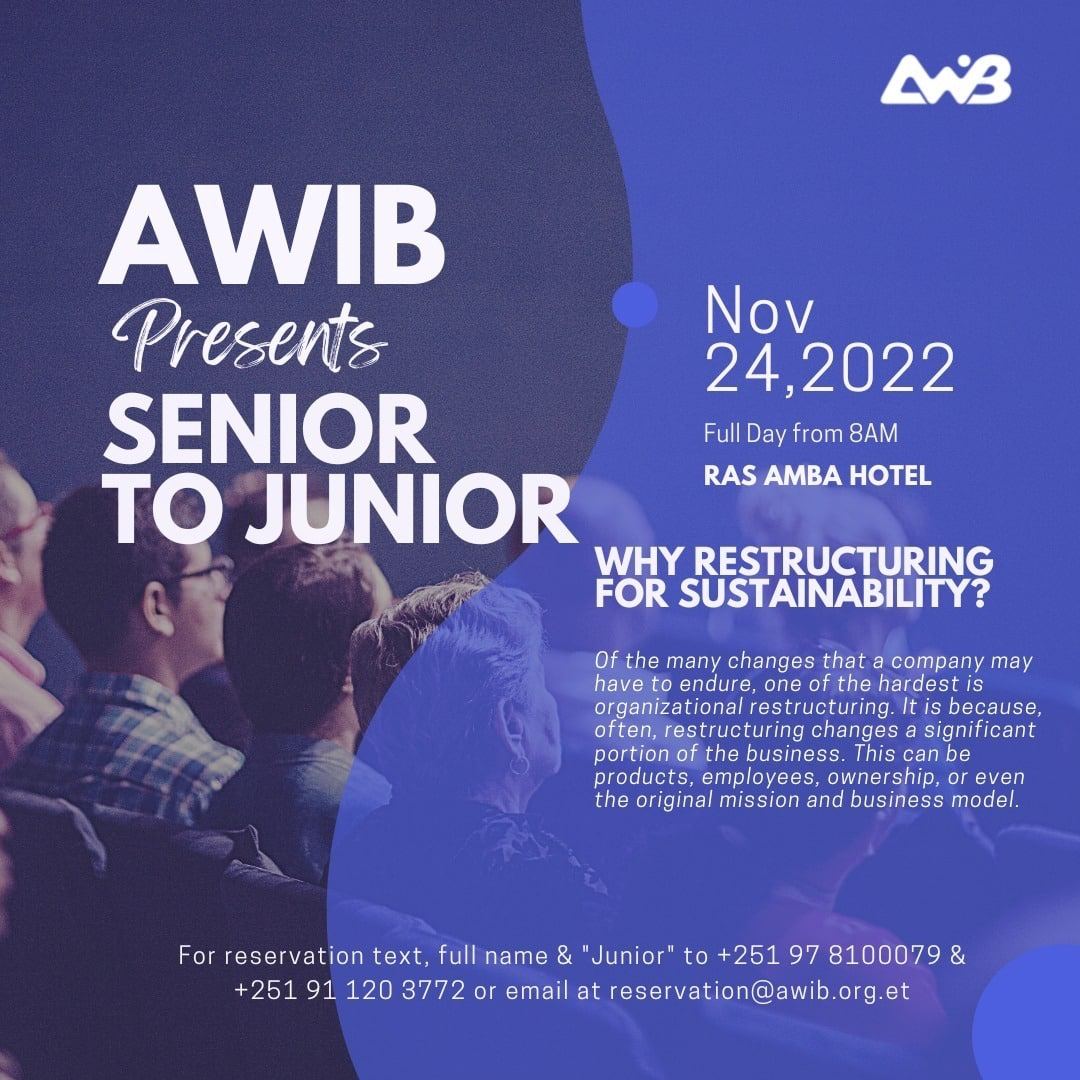 AWIB
AWIB
Presents
SENIOR
TO JUNIOR
Nov
24,2022
Full Day from 8AM
RAS AMBA HOTEL
WHY RESTRUCTURING
FOR SUSTAINABILITY?
Of the many changes that a company may
have to endure, one of the hardest is
organizational restructuring. It is because,
often, restructuring changes a significant
portion of the business. This can be
products, employees, ownership, or even
the original mission and business model.
For reservation text, full name & "Junior" to +251 97 8100079 &
+251 91 120 3772 or email at reservation@awib.org.et